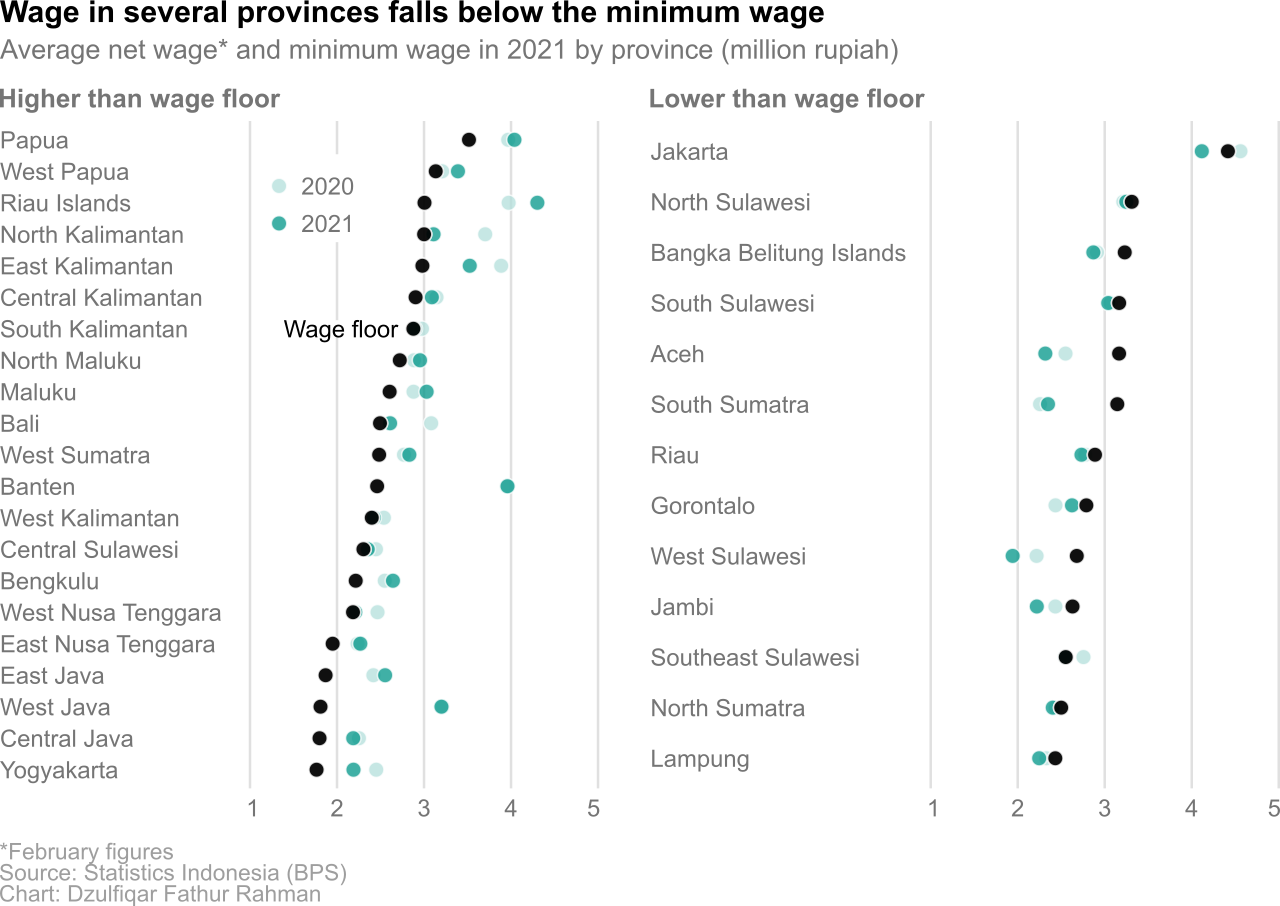 Wage in several provinces falls below the minimum wage
Average net wage* and minimum wage in 2021 by province (million rupiah)
Higher than wage floor
Papua
West Papua
Riau Islands
North Kalimantan
East Kalimantan
Central Kalimantan
South Kalimantan
North Maluku
Maluku
Bali
West Sumatra
Banten
West Kalimantan
Central Sulawesi
Bengkulu
West Nusa Tenggara
East Nusa Tenggara
East Java
West Java
Central Java
Yogyakarta
2020
2021
Wage floor
1 2 3 4 5
Lower than wage floor
Jakarta
North Sulawesi
Bangka Belitung Islands
South Sulawesi
Aceh
South Sumatra
Riau
Gorontalo
West Sulawesi
Jambi
Southeast Sulawesi
North Sumatra
Lampung
1 2 3 4 5
*February figures
Source: Statistics Indonesia (BPS)
Chart: Dzulfiqar Fathur Rahman